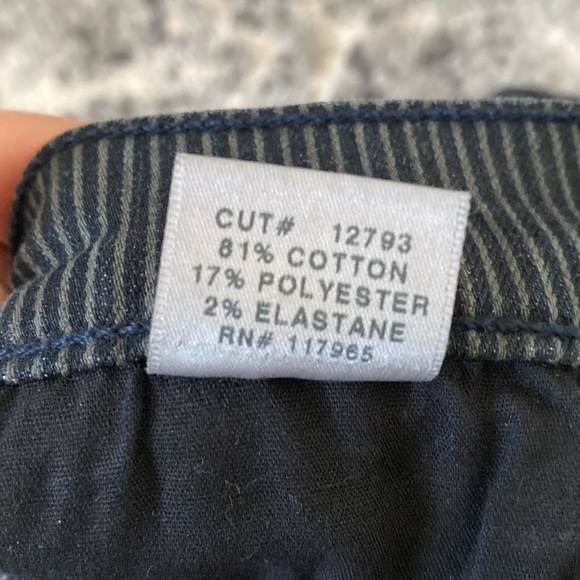 CUT# 12793
81% COTTON
17% POLYESTER
2% ELASTANE
RN# 117965